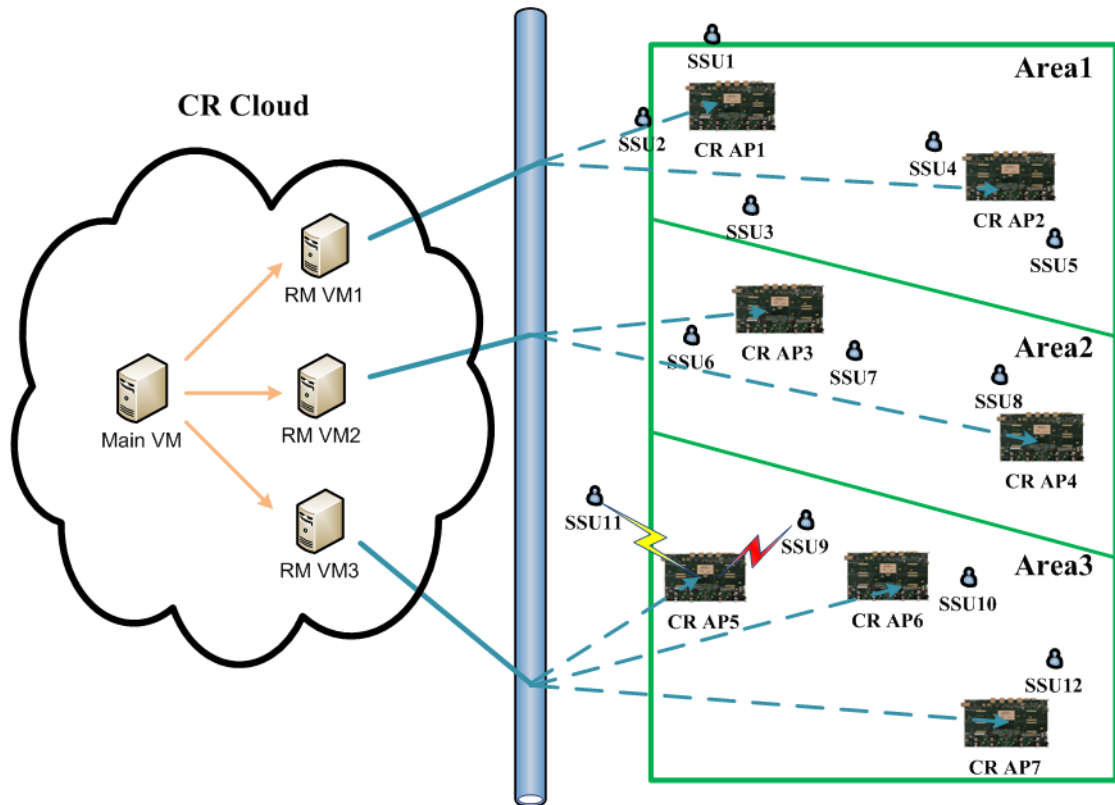 CR Cloud
Main VM
RM VM1
RM VM2
RM VM3
Area1
SSU1
SSU2
CR AP1
SSU4
CR AP2
SSU3
SSU5
Area2
SSU6
CR AP3
SSU7
SSU8
CR AP4
Area3
SSU11
SSU9
CR AP5
CR AP6
SSU10
SSU12
CR AP7